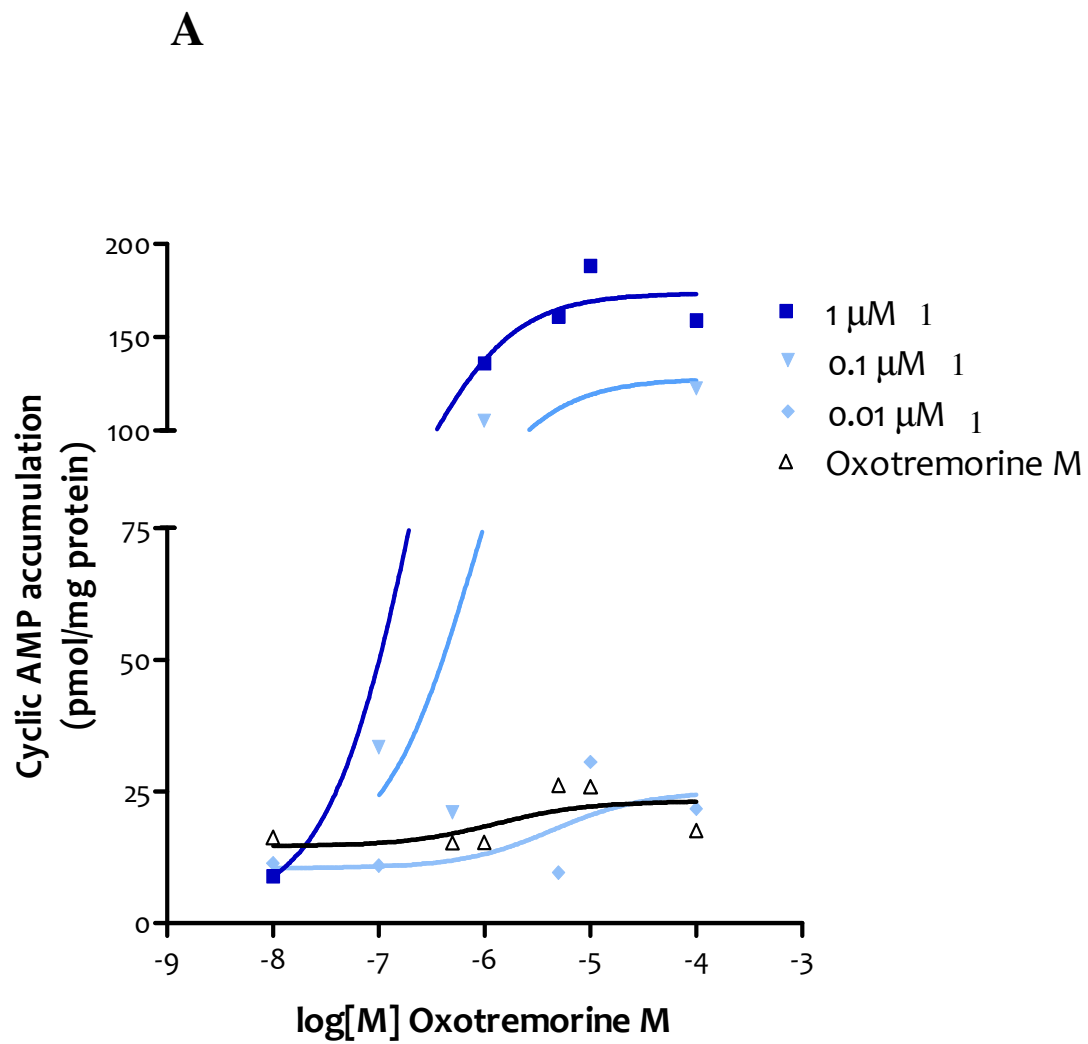 A
200
150
100
75
50
25
0
Cyclic AMP accumulation
(pmol/mg protein)
1 µM 1
0.1 µM 1
0.01 µM 1
Oxotremorine M
-9 -8 -7 -6 -5 -4 -3
log[M] Oxotremorine M